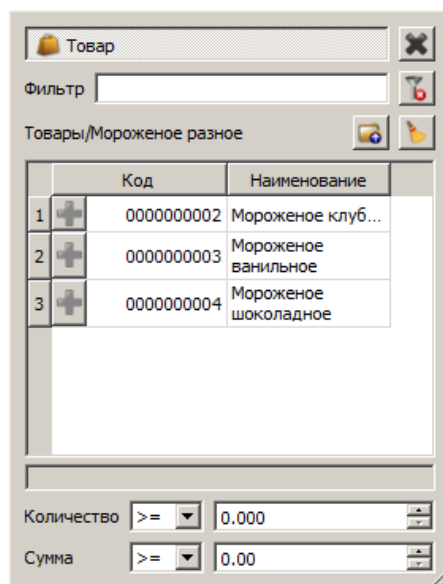 Товар
Фильтр
Товары/Мороженое разное
Код Наименование
1 0000000002 Мороженое клуб...
2 0000000003 Мороженое
ванильное
3 0000000004 Мороженое
шоколадное
Количество >= 0.000
Сумма >= 0.00